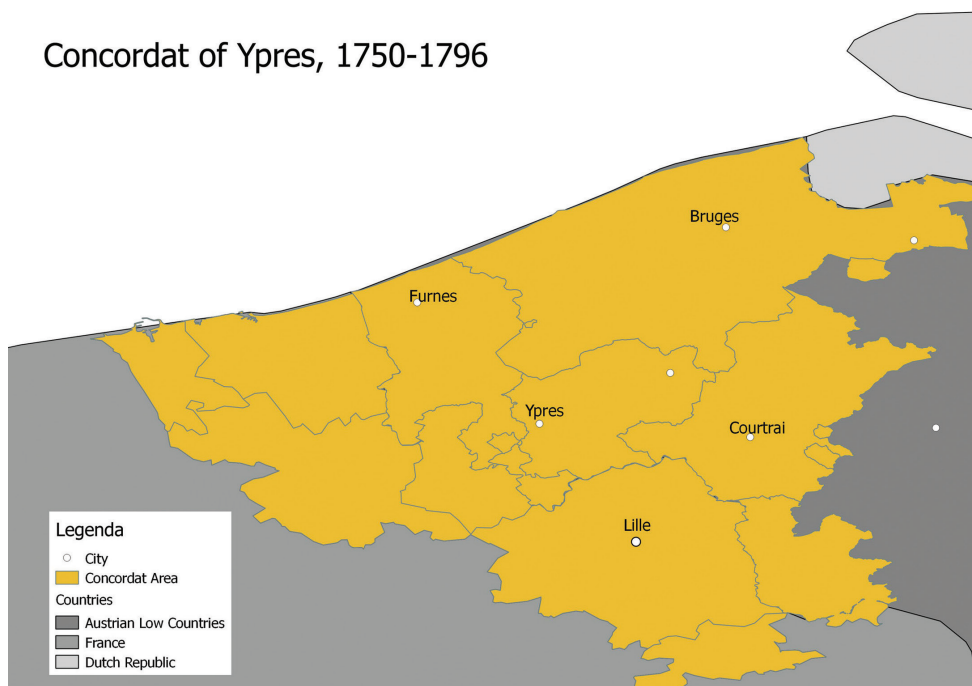 Concordat of Ypres, 1750-1796
Bruges
Furnes
Ypres
Courtrai
Lille
Legenda
City
Concordat Area
Countries
Austrian Low Countries
France
Dutch Republic